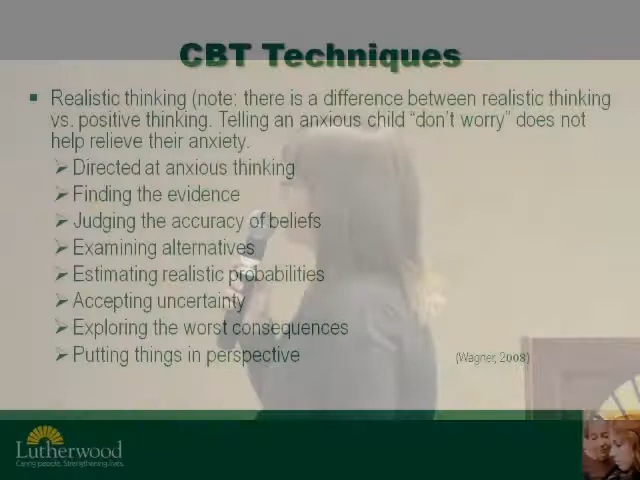 CBT Techniques
▪ Realistic thinking (note: there is a difference between realistic thinking
vs. positive thinking. Telling an anxious child “don’t worry” does not
help relieve their anxiety.
➢ Directed at anxious thinking
➢ Finding the evidence
➢ Judging the accuracy of beliefs
➢ Examining alternatives
➢ Estimating realistic probabilities
➢ Accepting uncertainty
➢ Exploring the worst consequences
➢ Putting things in perspective
(Wagner, 2008)
Lutherwood
Caring people, Strengthening lives.